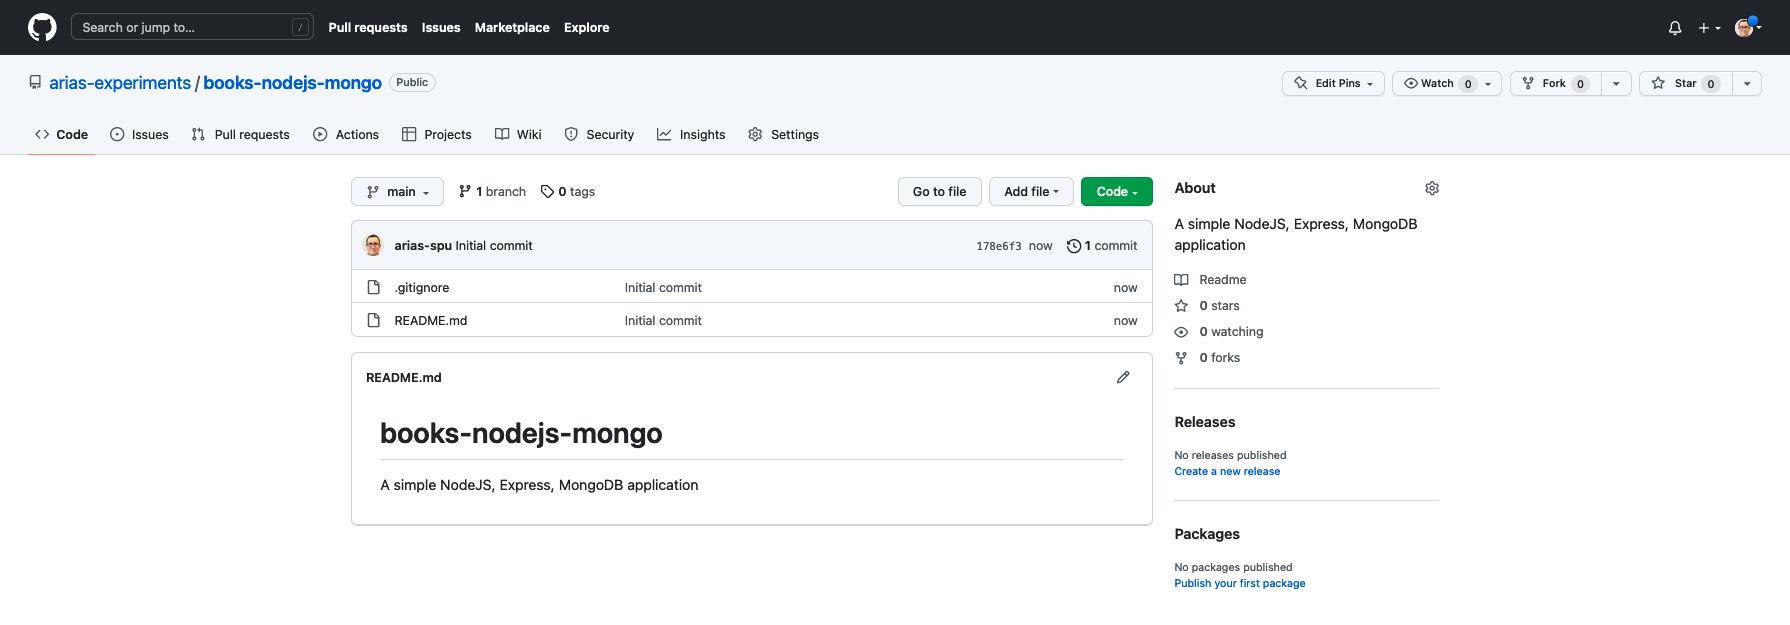 Search or jump to... /
Pull requests Issues Marketplace Explore
arias-experiments / books-nodejs-mongo Public
Edit Pins Watch 0 Fork 0 Star 0
Code Issues Pull requests Actions Projects Wiki Security Insights Settings
main 1 branch 0 tags Go to file Add file Code
arias-spu Initial commit 178e6f3 now 1 commit
.gitignore Initial commit now
README.md Initial commit now
README.md
books-nodejs-mongo
A simple NodeJS, Express, MongoDB application
About
A simple NodeJS, Express, MongoDB
application
Readme
0 stars
0 watching
0 forks
Releases
No releases published
Create a new release
Packages
No packages published
Publish your first package